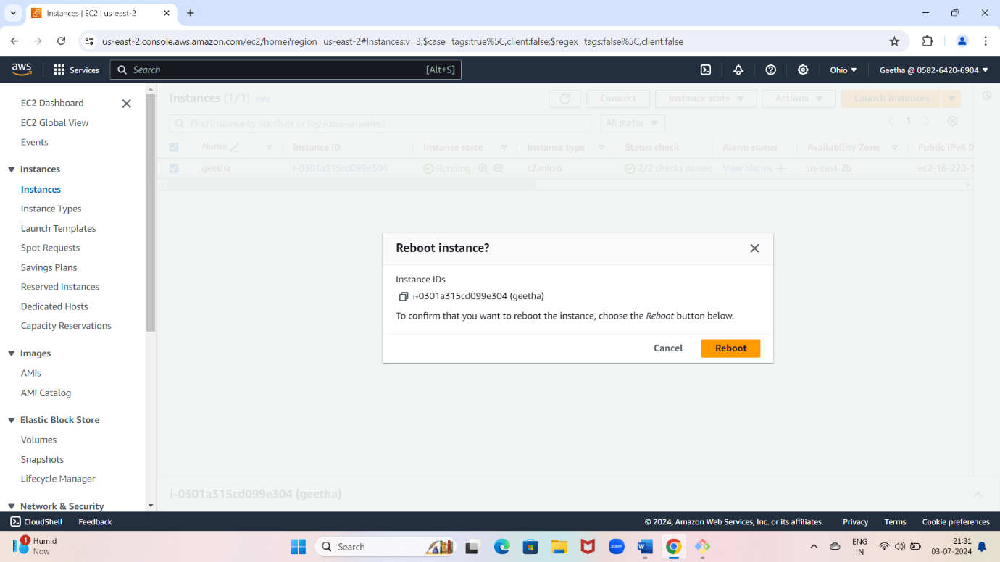 Instances | EC2 | us-east-2
us-east-2.console.aws.amazon.com/ec2/home?region=us-east-2#Instances:v=3;$case=tags:true%5C,client:false;$regex=tags:false%5C,client:false
aws Services Search [Alt+S] Ohio Geetha @ 0582-6420-6904
EC2 Dashboard
EC2 Global View
Events
Instances
Instances
Instance Types
Launch Templates
Spot Requests
Savings Plans
Reserved Instances
Dedicated Hosts
Capacity Reservations
Images
AMIs
AMI Catalog
Elastic Block Store
Volumes
Snapshots
Lifecycle Manager
Network & Security
Instances (1/1) Info Connect Instance state Actions Launch instances
Find Instance by attribute or tag (case-sensitive) All states 1
Name Instance ID Instance state Instance type Status check Alarm status Availability Zone Public IPv4 D
geetha i-0301a315cd099e304 Running t2.micro 2/2 checks passec View alarms us-east-2b ec2-18-220-1
Reboot instance?
Instance IDs
i-0301a315cd099e304 (geetha)
To confirm that you want to reboot the instance, choose the Reboot button below.
Cancel Reboot
i-0301a315cd099e304 (geetha)
CloudShell Feedback © 2024, Amazon Web Services, Inc. or its affiliates. Privacy Terms Cookie preferences
1 Humid
Now
Search
zoom
ENG
IN
21:31
03-07-2024